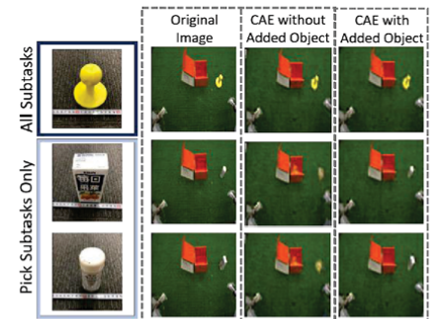 Original
Image
CAE without
Added Object
CAE with
Added Object
All Subtasks
Pick Subtasks Only